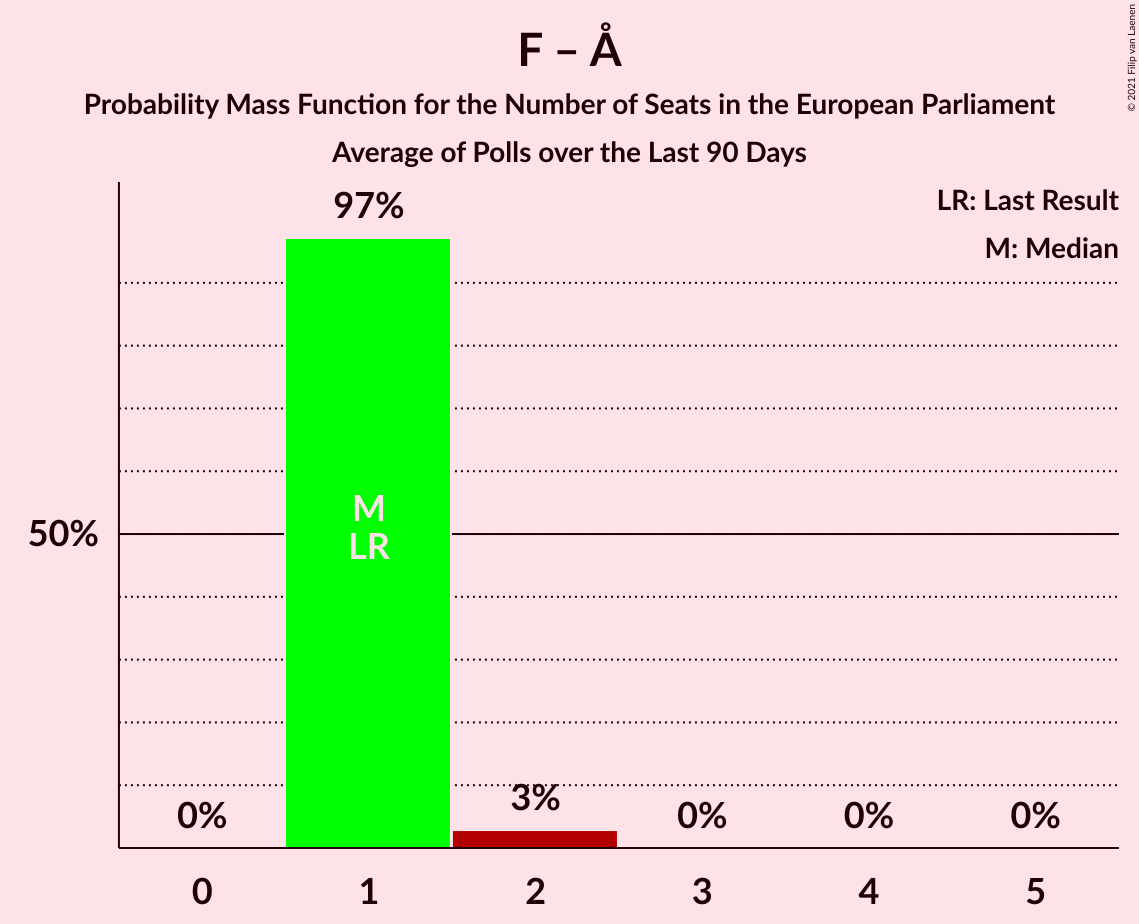 F – Å
Probability Mass Function for the Number of Seats in the European Parliament
Average of Polls over the Last 90 Days
© 2021 Filip van Laenen
LR: Last Result
M: Median
97%
M
LR
50%
0%
3%
0%
0%
0%
0
1
2
3
4
5